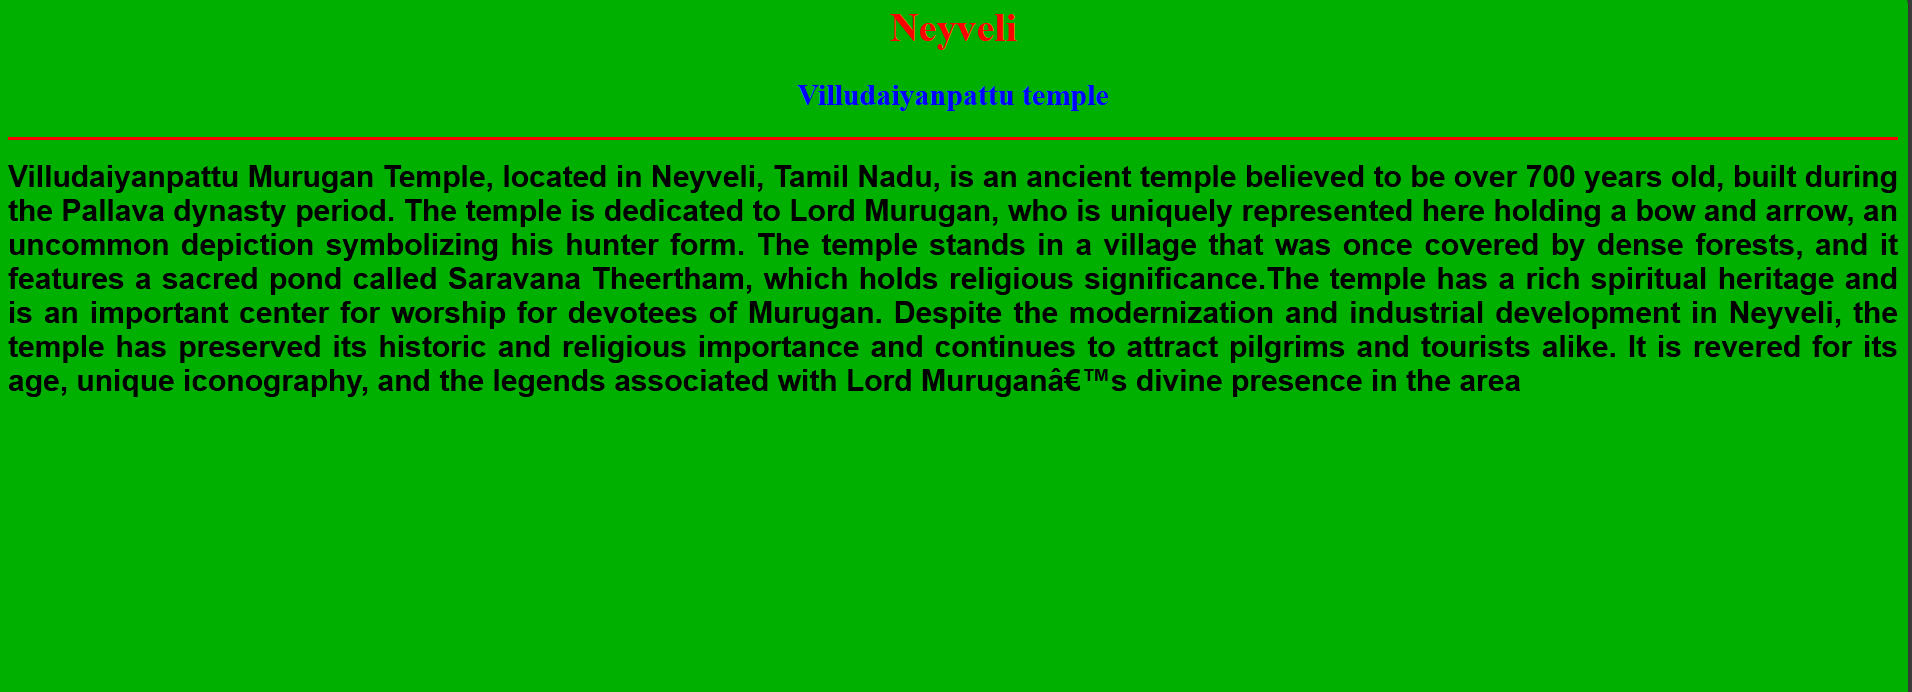 Neyveli
Villudaiyanpattu temple
Villudaiyanpattu Murugan Temple, located in Neyveli, Tamil Nadu, is an ancient temple believed to be over 700 years old, built during
the Pallava dynasty period. The temple is dedicated to Lord Murugan, who is uniquely represented here holding a bow and arrow, an
uncommon depiction symbolizing his hunter form. The temple stands in a village that was once covered by dense forests, and it
features a sacred pond called Saravana Theertham, which holds religious significance.The temple has a rich spiritual heritage and
is an important center for worship for devotees of Murugan. Despite the modernization and industrial development in Neyveli, the
temple has preserved its historic and religious importance and continues to attract pilgrims and tourists alike. It is revered for its
age, unique iconography, and the legends associated with Lord Muruganâ€™s divine presence in the area